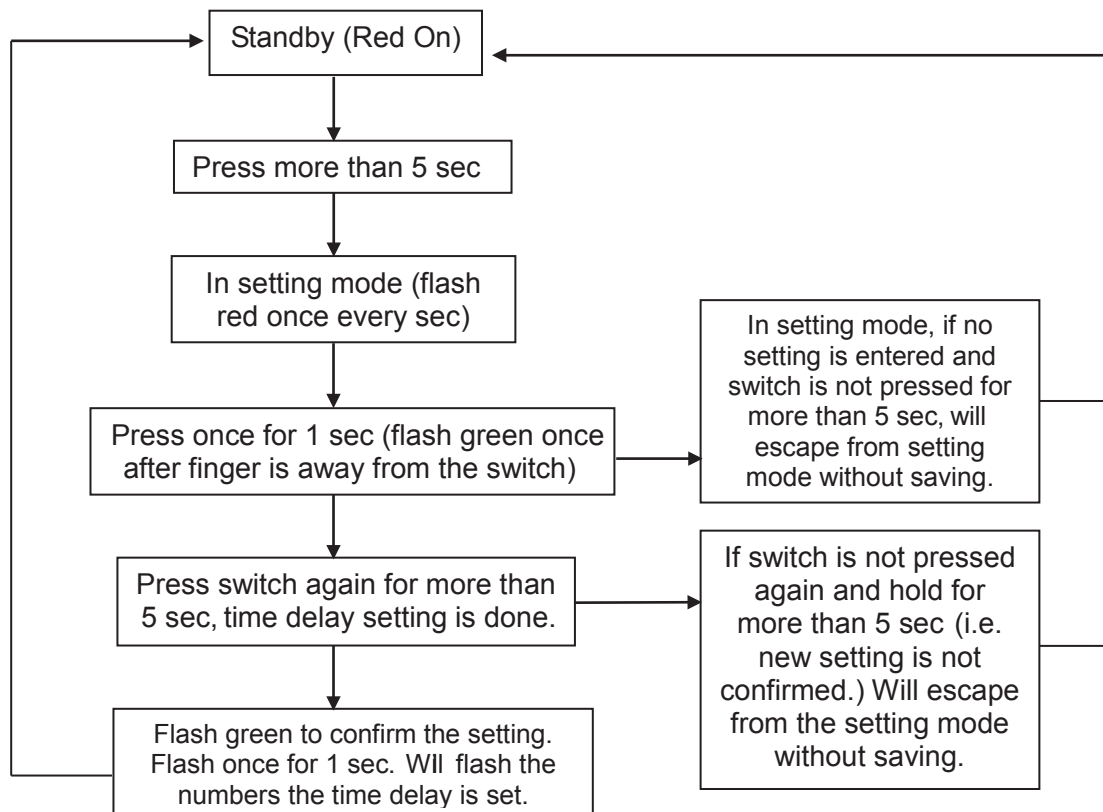 Standby (Red On)
Press more than 5 sec
In setting mode (flash
red once every sec)
Press once for 1 sec (flash green once
after finger is away from the switch)
In setting mode, if no
setting is entered and
switch is not pressed for
more than 5 sec, will
escape from setting
mode without saving.
Press switch again for more than
5 sec, time delay setting is done.
If switch is not pressed
again and hold for
more than 5 sec (i.e.
new setting is not
confirmed.) Will escape
from the setting mode
without saving.
Flash green to confirm the setting.
Flash once for 1 sec. Wll flash the
numbers the time delay is set.